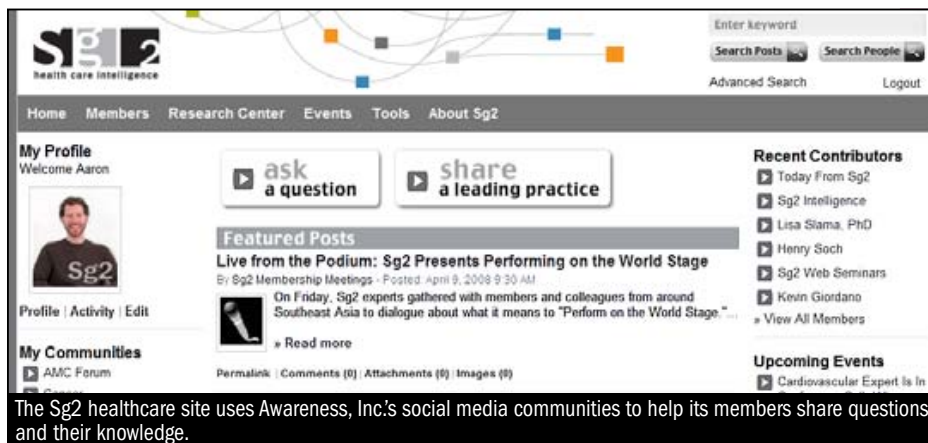 Sg2
health care intelligence
Enter keyword
Search Posts
Search People
Advanced Search
Logout
Home Members Research Center Events Tools About Sg2
My Profile
Welcome Aaron
Sg2
Profile | Activity | Edit
My Communities
AMC Forum
ask
a question
share
a leading practice
Featured Posts
Live from the Podium: Sg2 Presents Performing on the World Stage
By Sg2 Membership Meetings - Posted: April 9, 2008 9:30 AM
On Friday, Sg2 experts gathered with members and colleagues from around
Southeast Asia to dialogue about what it means to "Perform on the World Stage."...
» Read more
Permalink | Comments (0) | Attachments (0) | Images (0)
Recent Contributors
Today From Sg2
Sg2 Intelligence
Lisa Slama, PhD
Henry Soch
Sg2 Web Seminars
Kevin Giordano
» View All Members
Upcoming Events
Cardiovascular Expert Is In
The Sg2 healthcare site uses Awareness, Inc.'s social media communities to help its members share questions
and their knowledge.